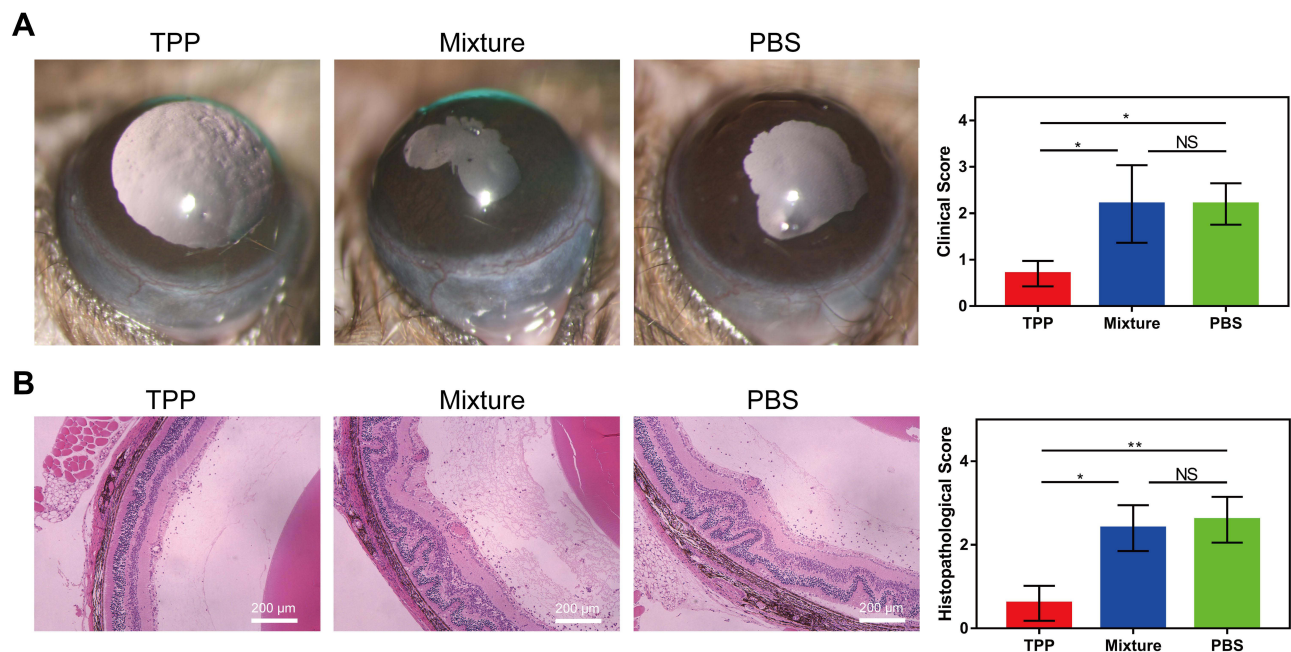 A
TPP
Mixture
PBS
Clinical Score
4
3
2
1
0
*
*
NS
TPP
Mixture
PBS
B
TPP
Mixture
PBS
200 μm
200 μm
200 μm
Histopathological Score
4
2
0
**
*
NS
TPP
Mixture
PBS